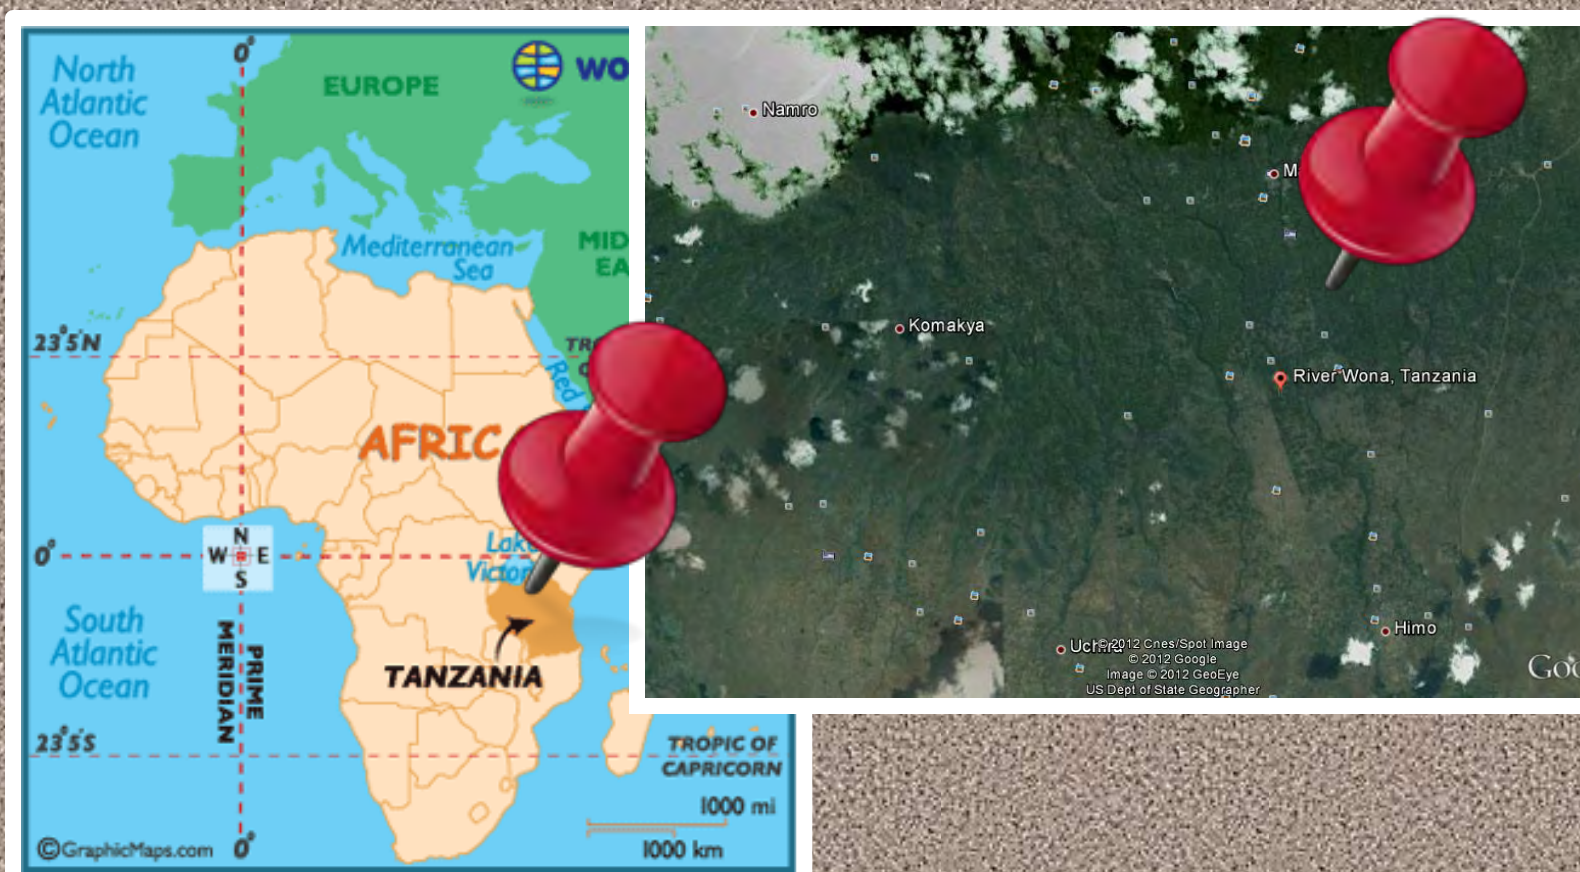 0°
North
Atlantic
Ocean
EUROPE
WO
Mediterranean
Sea
MID
EA
23°5'N
TR
Red
AFRIC
0°
N
W E
S
Lake
Victor
South
Atlantic
Ocean
PRIME
MERIDIAN
TANZANIA
23°5'S
TROPIC OF
CAPRICORN
1000 mi
1000 km
©GraphicMaps.com
0°
Namro
M
Komakya
River Wona, Tanzania
Himo
Uchira
© 2012 Cnes/Spot Image
© 2012 Google
Image © 2012 GeoEye
US Dept of State Geographer
Goo